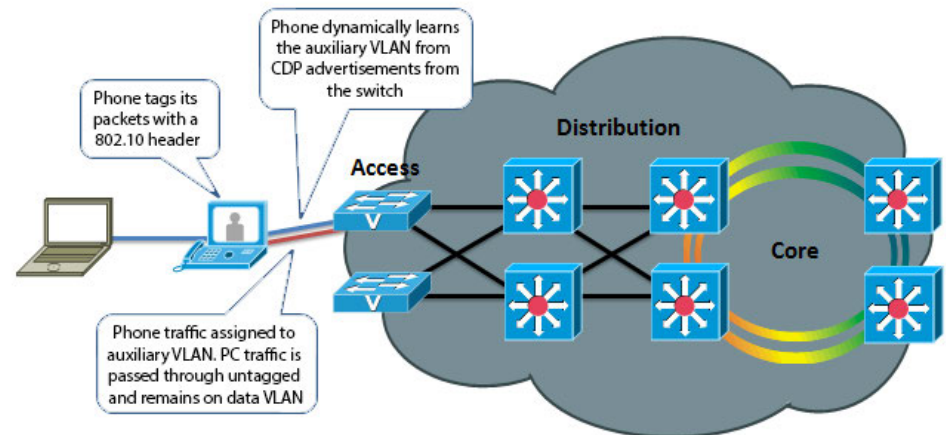 Phone dynamically learns
the auxiliary VLAN from
CDP advertisements from
the switch
Phone tags its
packets with a
802.10 header
Distribution
Access
V
V
Core
Phone traffic assigned to
auxiliary VLAN. PC traffic is
passed through untagged
and remains on data VLAN